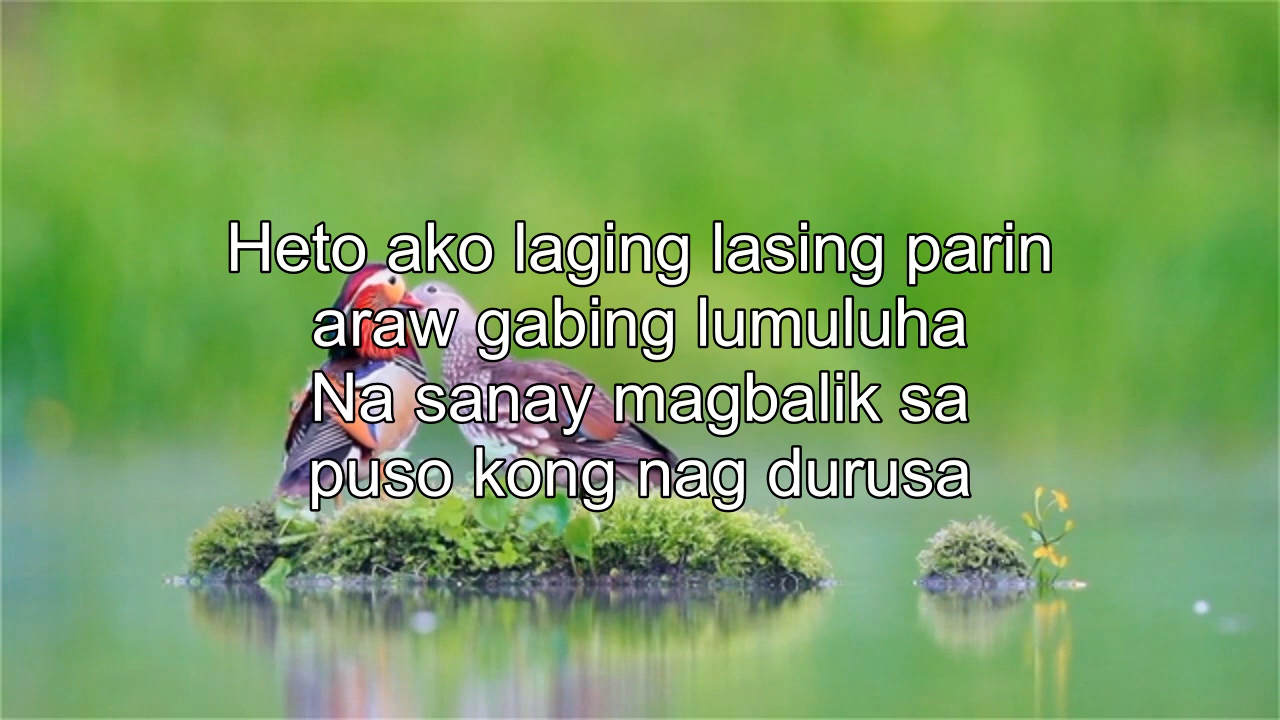 Heto ako laging lasing parin
araw gabing lumuluha
Na sanay magbalik sa
puso kong nag durusa